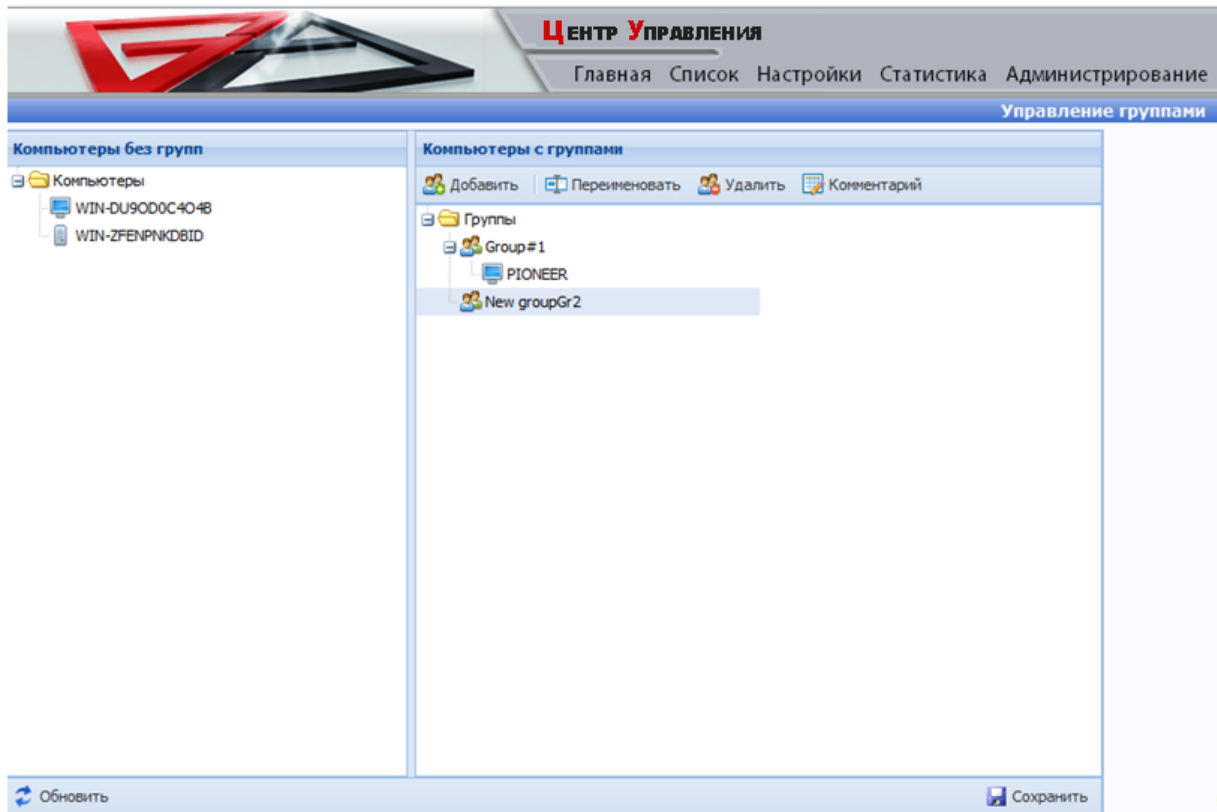 Центр Управления
Главная Список Настройки Статистика Администрирование
Управление группами
Компьютеры без групп
Компьютеры
WIN-DU9OD0C4O4B
WIN-ZFENPNKDBID
Компьютеры с группами
Добавить Переименовать Удалить Комментарий
Группы
Group#1
PIONEER
New groupGr2
Обновить
Сохранить